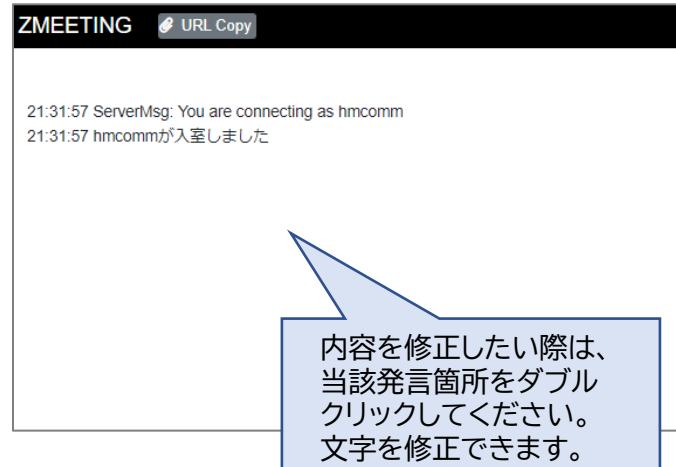 ZMEETING URL Copy
21:31:57 ServerMsg: You are connecting as hmcomm
21:31:57 hmcommが入室しました
内容を修正したい際は、
当該発言箇所をダブル
クリックしてください。
文字を修正できます。